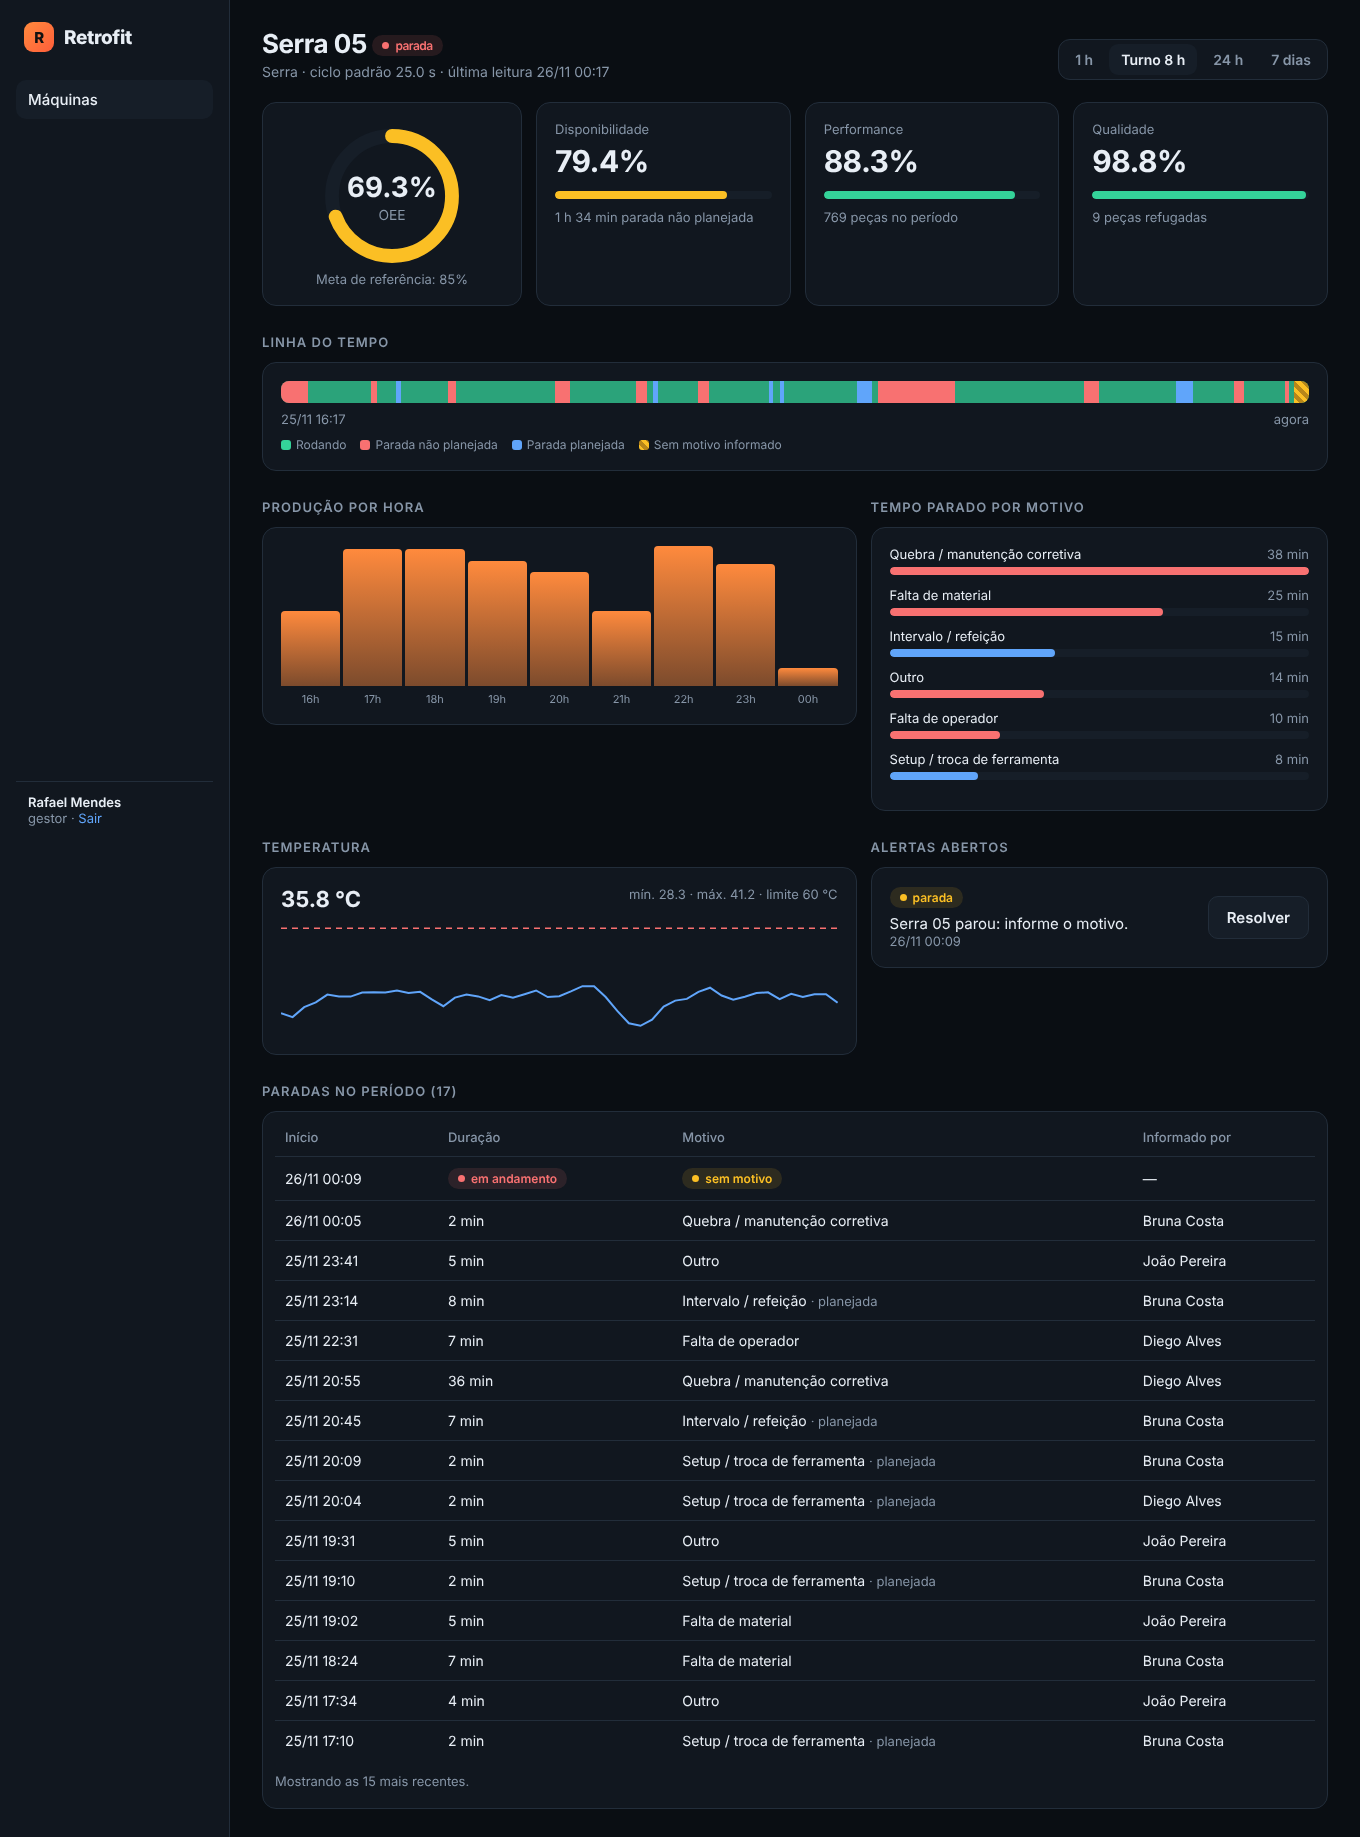 R Retrofit
Máquinas
Rafael Mendes
gestor · Sair
Serra 05 parada
Serra · ciclo padrão 25.0 s · última leitura 26/11 00:17
1 h Turno 8 h 24 h 7 dias
69.3%
OEE
Meta de referência: 85%
Disponibilidade
79.4%
1 h 34 min parada não planejada
Performance
88.3%
769 peças no período
Qualidade
98.8%
9 peças refugadas
LINHA DO TEMPO
25/11 16:17 agora
Rodando Parada não planejada Parada planejada Sem motivo informado
PRODUÇÃO POR HORA
16h 17h 18h 19h 20h 21h 22h 23h 00h
TEMPO PARADO POR MOTIVO
Quebra / manutenção corretiva 38 min
Falta de material 25 min
Intervalo / refeição 15 min
Outro 14 min
Falta de operador 10 min
Setup / troca de ferramenta 8 min
TEMPERATURA
35.8 °C mín. 28.3 · máx. 41.2 · limite 60 °C
ALERTAS ABERTOS
parada
Serra 05 parou: informe o motivo.
26/11 00:09
Resolver
PARADAS NO PERÍODO (17)
Início Duração Motivo Informado por
26/11 00:09 em andamento sem motivo —
26/11 00:05 2 min Quebra / manutenção corretiva Bruna Costa
25/11 23:41 5 min Outro João Pereira
25/11 23:14 8 min Intervalo / refeição · planejada Bruna Costa
25/11 22:31 7 min Falta de operador Diego Alves
25/11 20:55 36 min Quebra / manutenção corretiva Diego Alves
25/11 20:45 7 min Intervalo / refeição · planejada Bruna Costa
25/11 20:09 2 min Setup / troca de ferramenta · planejada Bruna Costa
25/11 20:04 2 min Setup / troca de ferramenta · planejada Diego Alves
25/11 19:31 5 min Outro João Pereira
25/11 19:10 2 min Setup / troca de ferramenta · planejada Bruna Costa
25/11 19:02 5 min Falta de material João Pereira
25/11 18:24 7 min Falta de material Bruna Costa
25/11 17:34 4 min Outro João Pereira
25/11 17:10 2 min Setup / troca de ferramenta · planejada Bruna Costa
Mostrando as 15 mais recentes.